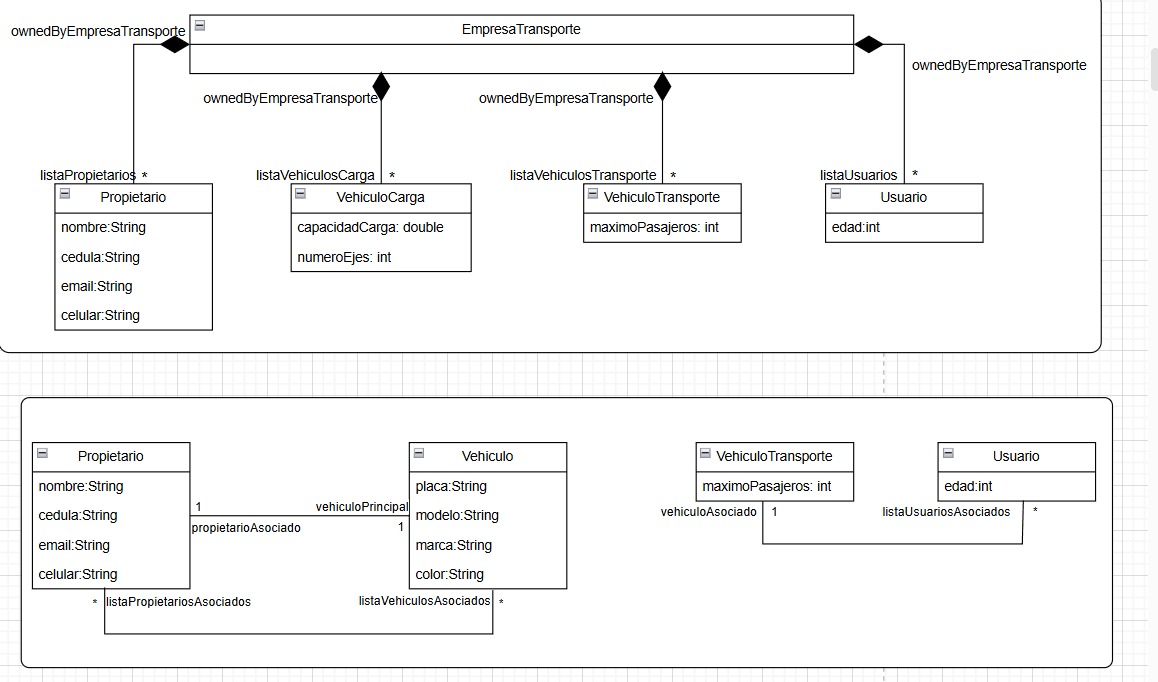 ownedByEmpresaTransporte
EmpresaTransporte
ownedByEmpresaTransporte
ownedByEmpresaTransporte
ownedByEmpresaTransporte
listaPropietarios *
listaVehiculosCarga *
listaVehiculosTransporte *
listaUsuarios *
Propietario
nombre:String
cedula:String
email:String
celular:String
VehiculoCarga
capacidadCarga: double
numeroEjes: int
VehiculoTransporte
maximoPasajeros: int
Usuario
edad:int
Propietario
nombre:String
cedula:String
email:String
celular:String
1
propietarioAsociado
vehiculoPrincipal
1
Vehiculo
placa:String
modelo:String
marca:String
color:String
* listaPropietariosAsociados
listaVehiculosAsociados *
VehiculoTransporte
maximoPasajeros: int
vehiculoAsociado 1
Usuario
edad:int
listaUsuariosAsociados *